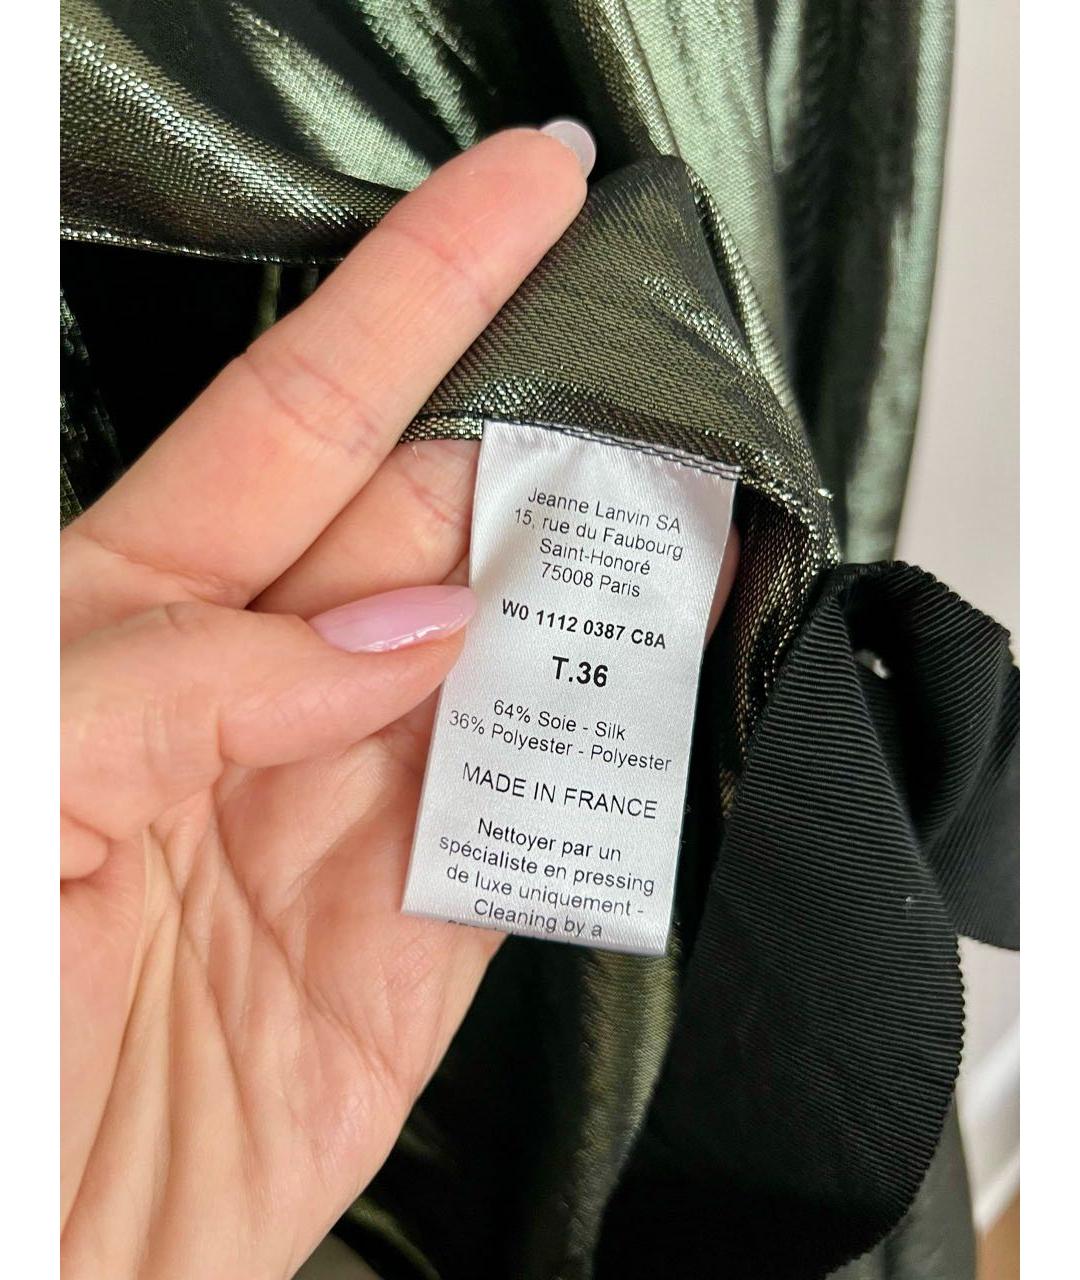 Jeanne Lanvin SA
15, rue du Faubourg
Saint-Honoré
75008 Paris
W0 1112 0387 C8A
T.36
64% Soie - Silk
36% Polyester - Polyester
MADE IN FRANCE
Nettoyer par un
spécialiste en pressing
de luxe uniquement -
Cleaning by a